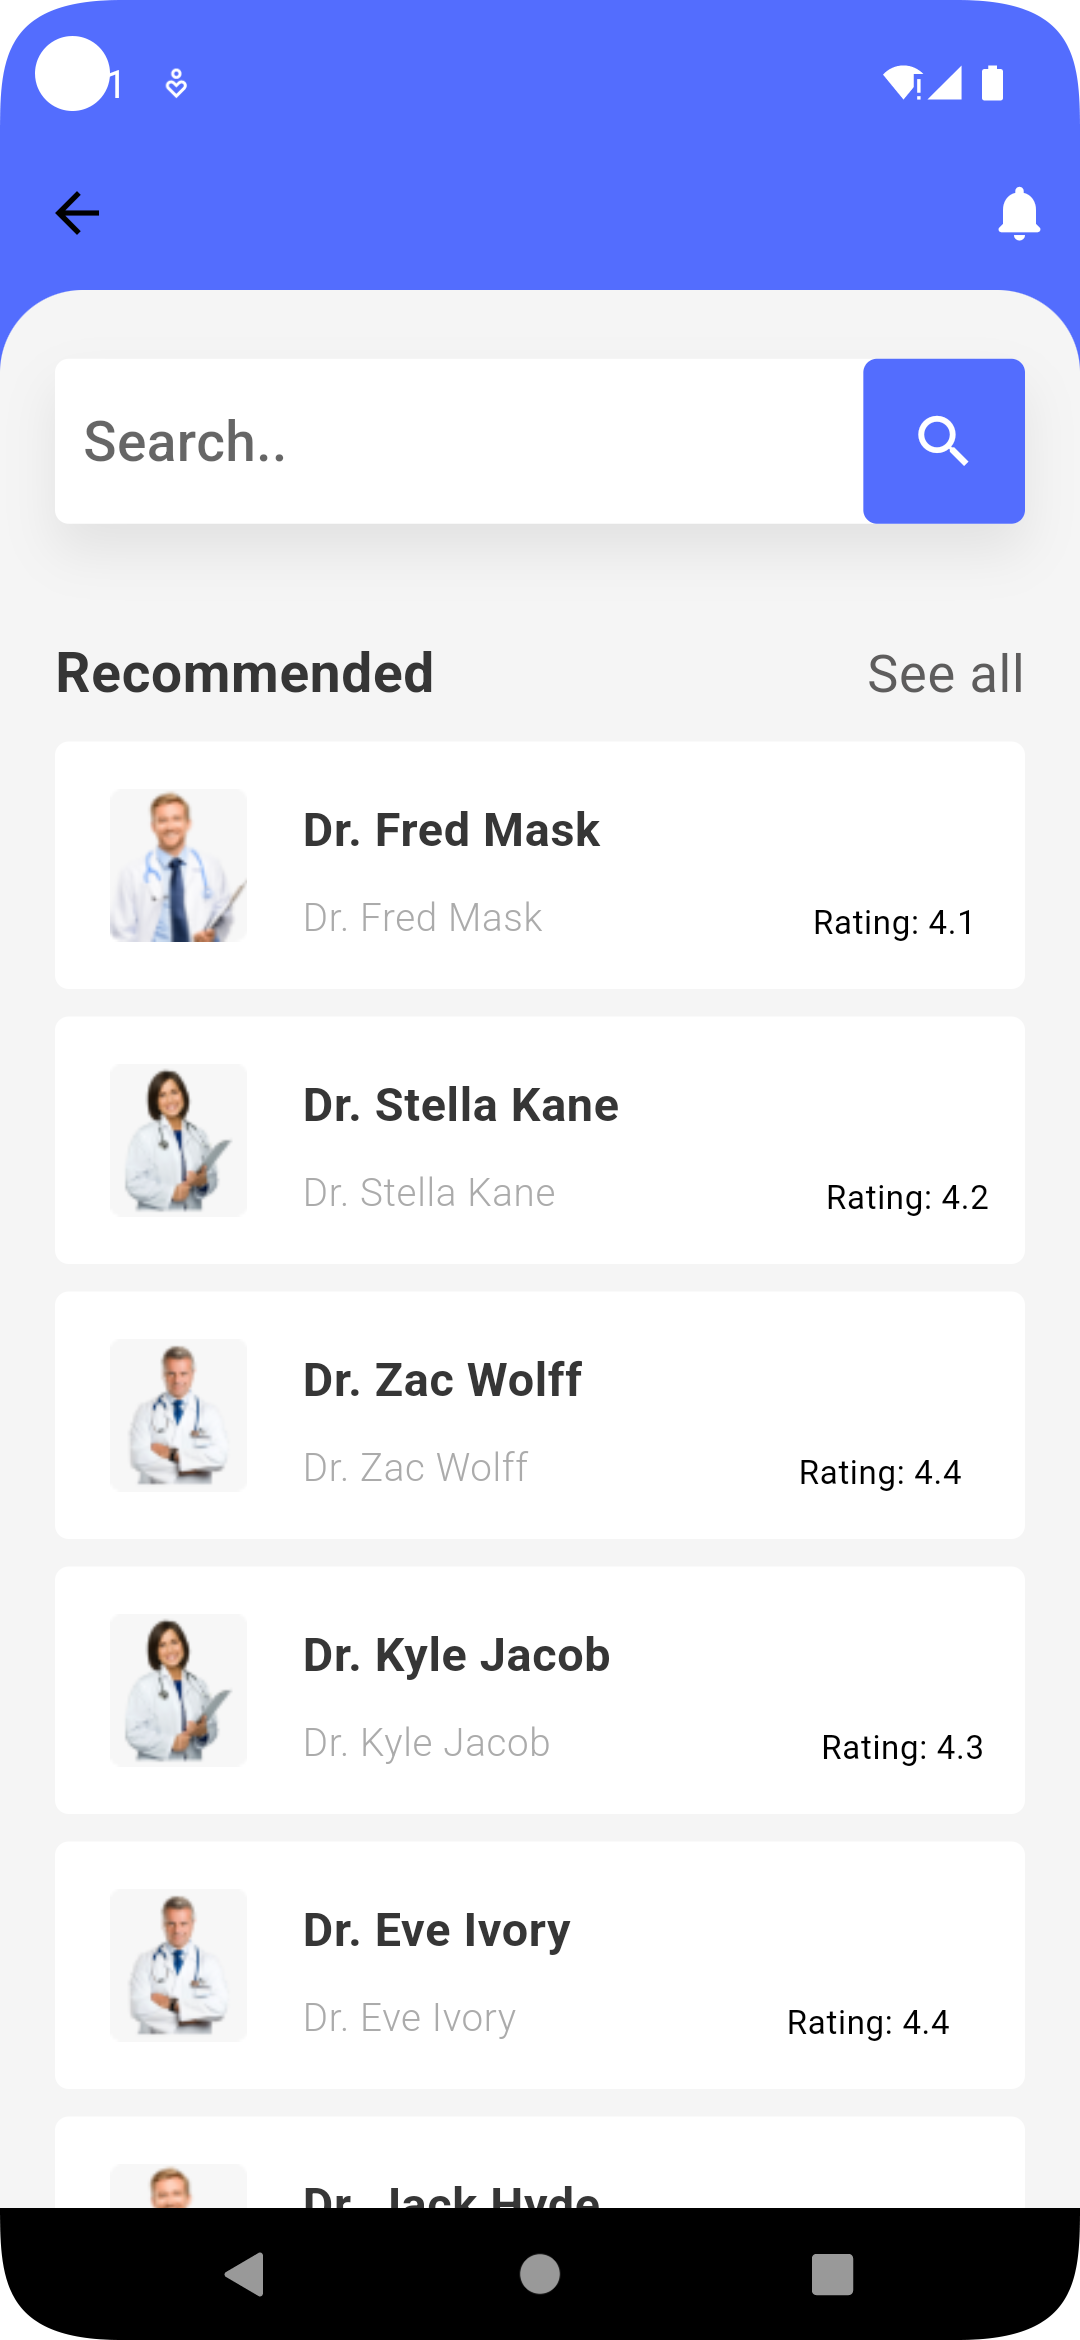 1
Search..
Recommended See all
Dr. Fred Mask
Dr. Fred Mask Rating: 4.1
Dr. Stella Kane
Dr. Stella Kane Rating: 4.2
Dr. Zac Wolff
Dr. Zac Wolff Rating: 4.4
Dr. Kyle Jacob
Dr. Kyle Jacob Rating: 4.3
Dr. Eve Ivory
Dr. Eve Ivory Rating: 4.4
Dr. Jack Hyde